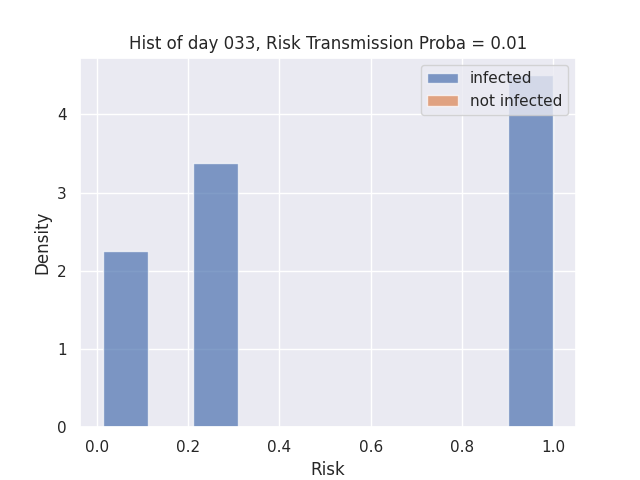 Hist of day 033, Risk Transmission Proba = 0.01
infected
not infected
Density
4
3
2
1
0
0.0 0.2 0.4 0.6 0.8 1.0
Risk